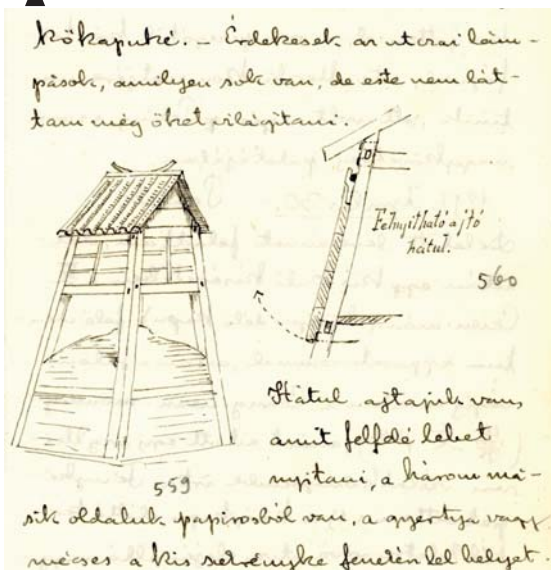 kőkapuké. – Érdekesek az utczai lám-
pások, amilyen sok van, de este nem lát-
tam még őket világítani.
Felnyitható ajtó
hátul.
560
559
Hátul ajtajuk van,
amit felfelé lehet
nyitani, a három má-
sik oldaluk papirosból van, a gyertya vagy
mécses a kis szekrényke fenekén lel helyet.